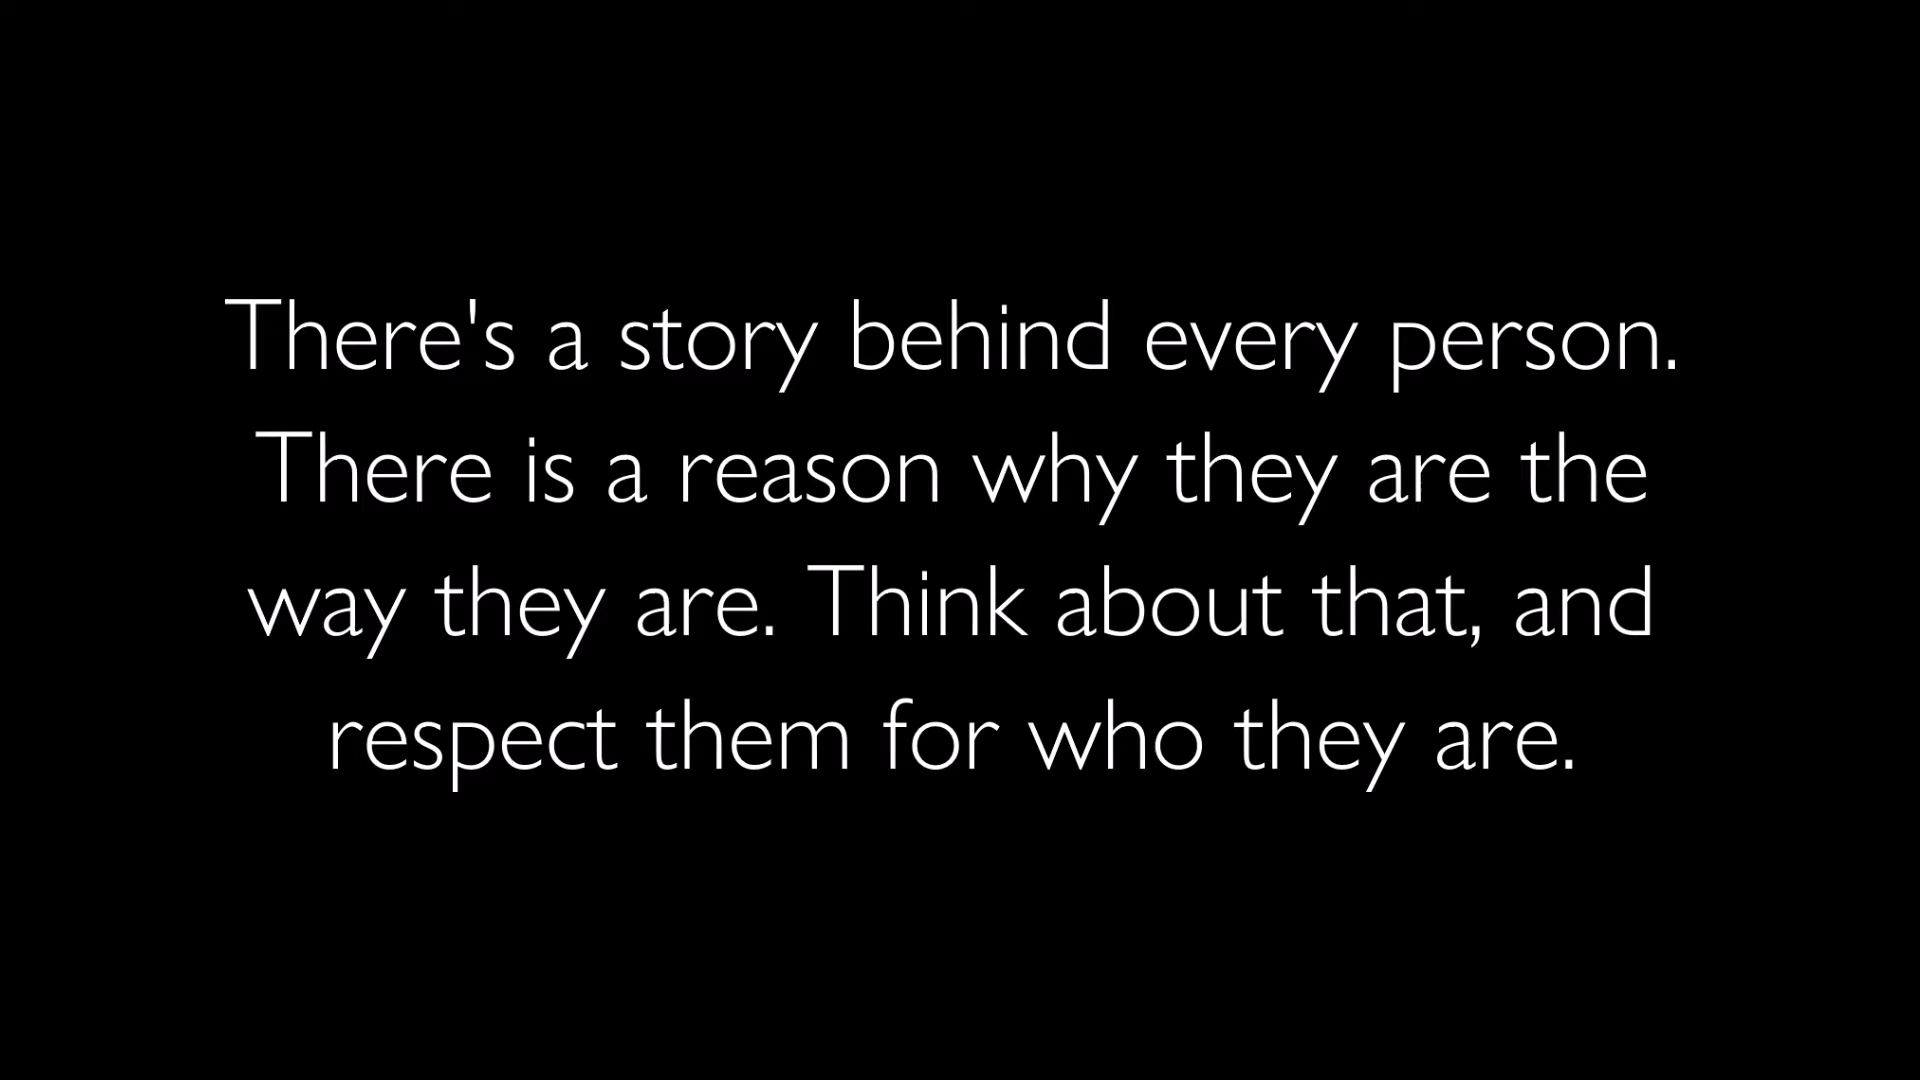 There's a story behind every person.
There is a reason why they are the
way they are. Think about that, and
respect them for who they are.